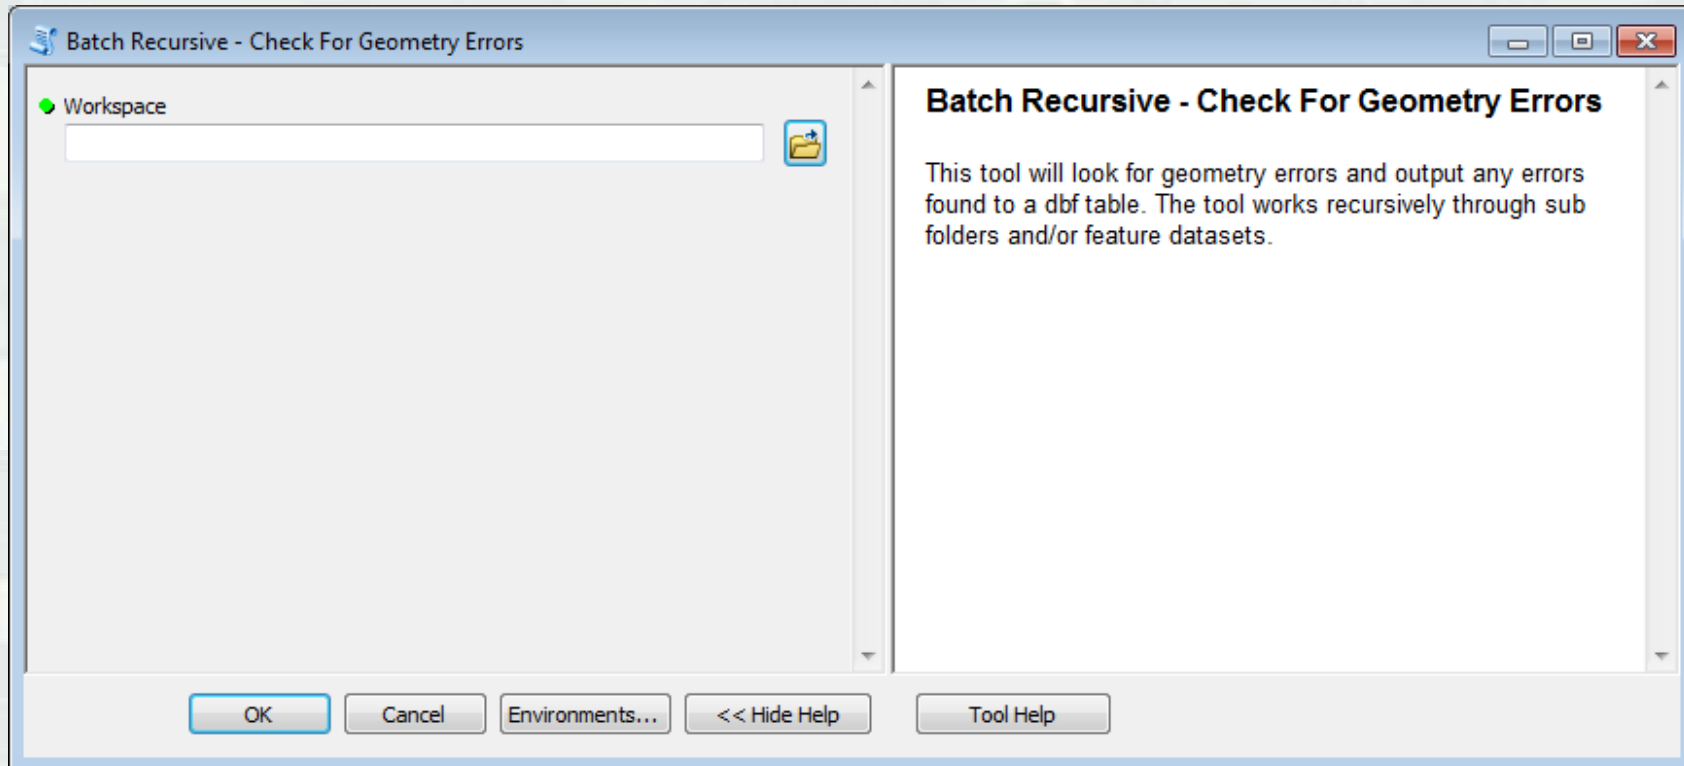 Batch Recursive - Check For Geometry Errors
Workspace
Batch Recursive - Check For Geometry Errors
This tool will look for geometry errors and output any errors
found to a dbf table. The tool works recursively through sub
folders and/or feature datasets.
OK
Cancel
Environments...
<< Hide Help
Tool Help